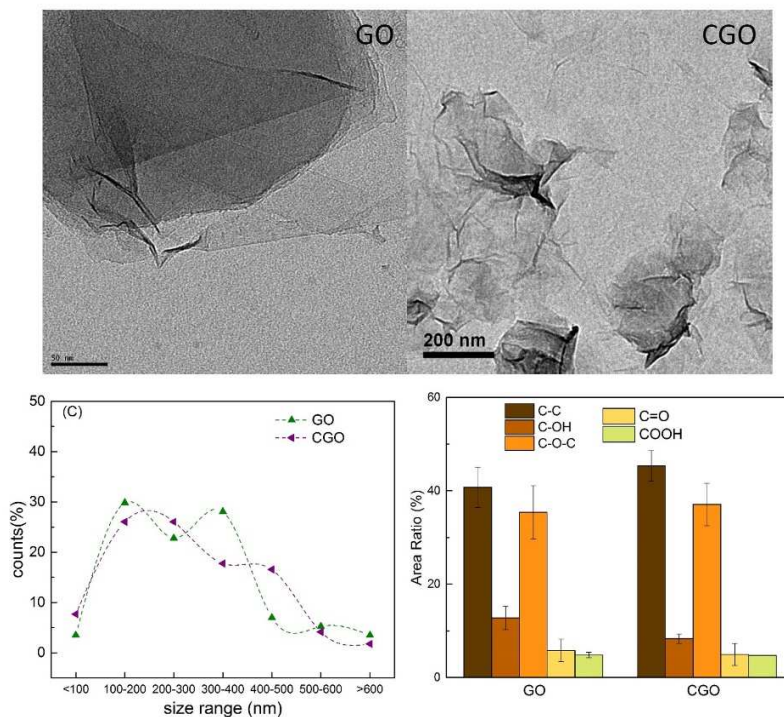 GO
CGO
50 nm
200 nm
(C)
GO
CGO
50
40
30
20
10
0
counts(%)
<100
100-200
200-300
300-400
400-500
500-600
>600
size range (nm)
C-C
C-OH
C-O-C
C=O
COOH
60
40
20
0
Area Ratio (%)
GO
CGO